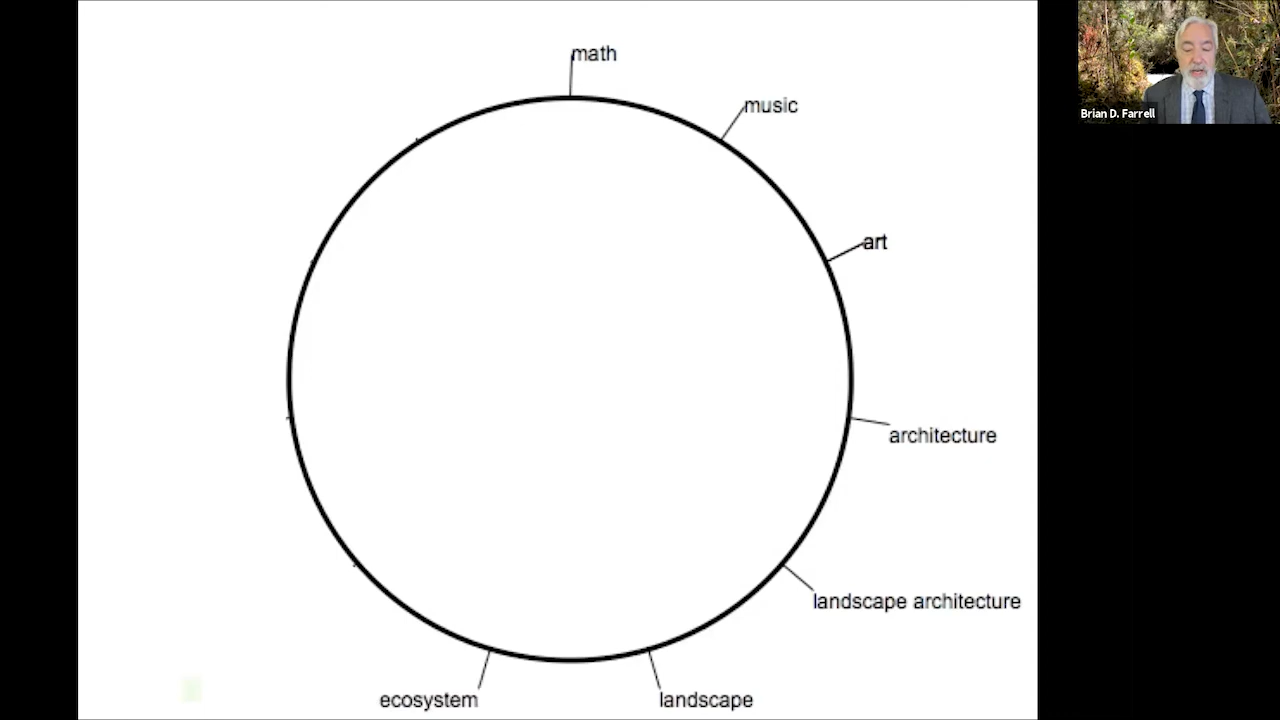 math
music
art
architecture
landscape architecture
landscape
ecosystem
Brian D. Farrell